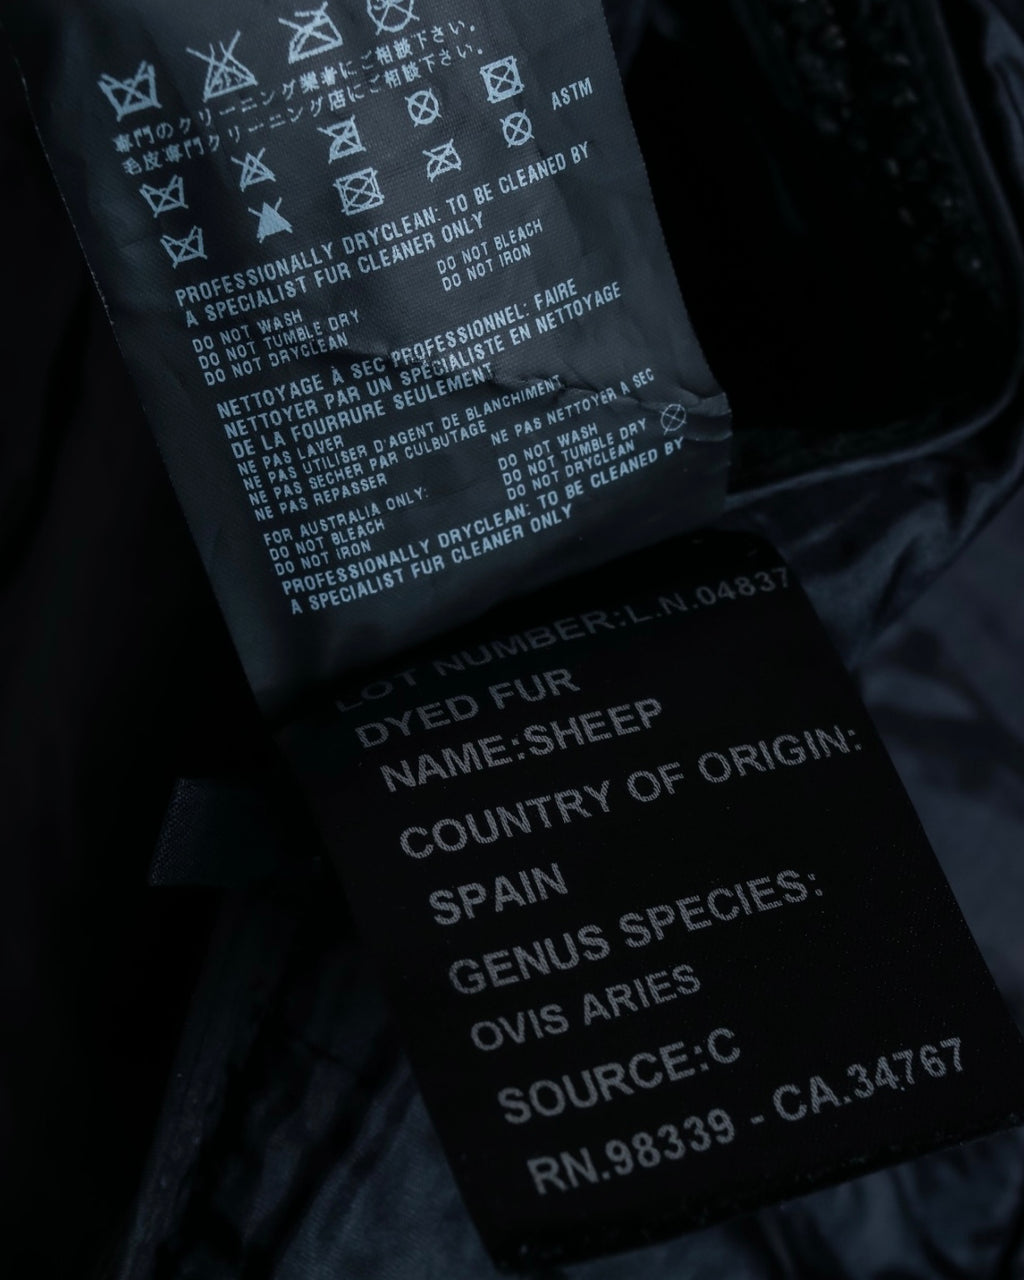 専門のクリーニング業者にご相談下さい。
毛皮専門クリーニング店にご相談下さい。
ASTM
PROFESSIONALLY DRYCLEAN: TO BE CLEANED BY
A SPECIALIST FUR CLEANER ONLY
DO NOT WASH
DO NOT BLEACH
DO NOT TUMBLE DRY
DO NOT IRON
DO NOT DRYCLEAN
NETTOYAGE À SEC PROFESSIONNEL: FAIRE
NETTOYER PAR UN SPÉCIALISTE EN NETTOYAGE
DE LA FOURRURE SEULEMENT
NE PAS LAVER
NE PAS UTILISER D'AGENT DE BLANCHIMENT
NE PAS SECHER PAR CULBUTAGE
NE PAS NETTOYER A SEC
NE PAS REPASSER
FOR AUSTRALIA ONLY:
DO NOT WASH
DO NOT BLEACH
DO NOT TUMBLE DRY
DO NOT IRON
DO NOT DRYCLEAN
PROFESSIONALLY DRYCLEAN: TO BE CLEANED BY
A SPECIALIST FUR CLEANER ONLY
LOT NUMBER:L.N.04837
DYED FUR
NAME:SHEEP
COUNTRY OF ORIGIN:
SPAIN
GENUS SPECIES:
OVIS ARIES
SOURCE:C
RN.98339 - CA.34767